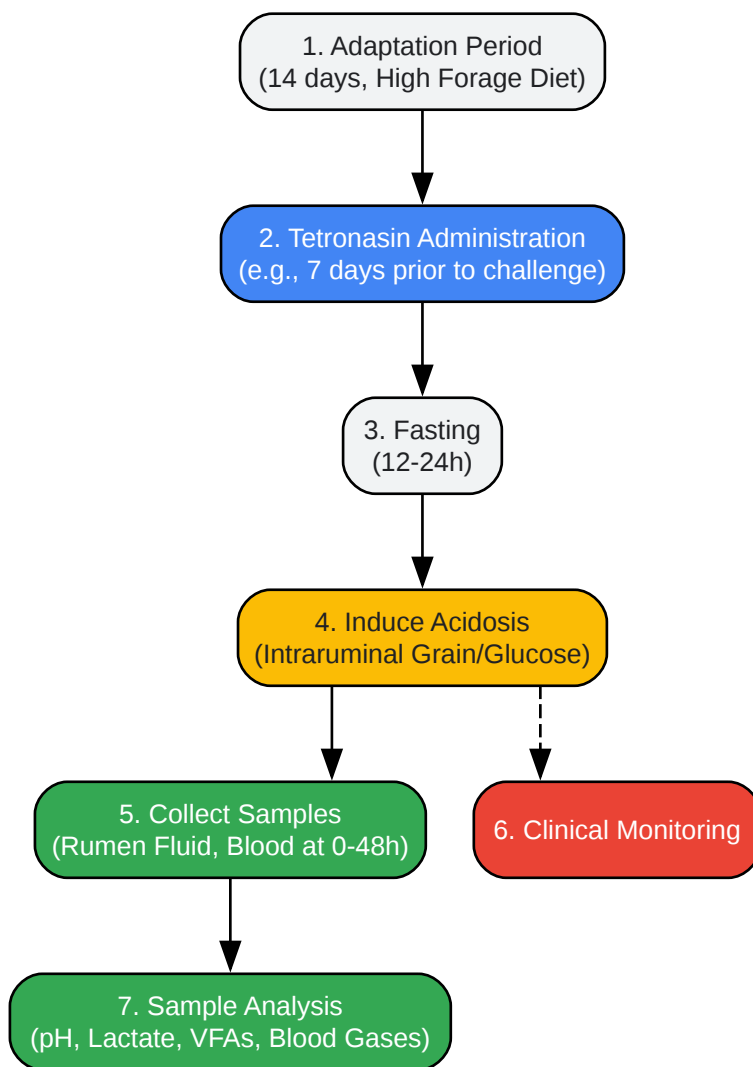 1. Adaptation Period
(14 days, High Forage Diet)
2. Tetronasin Administration
(e.g., 7 days prior to challenge)
3. Fasting
(12-24h)
4. Induce Acidosis
(Intraruminal Grain/Glucose)
5. Collect Samples
(Rumen Fluid, Blood at 0-48h)
6. Clinical Monitoring
7. Sample Analysis
(pH, Lactate, VFAs, Blood Gases)